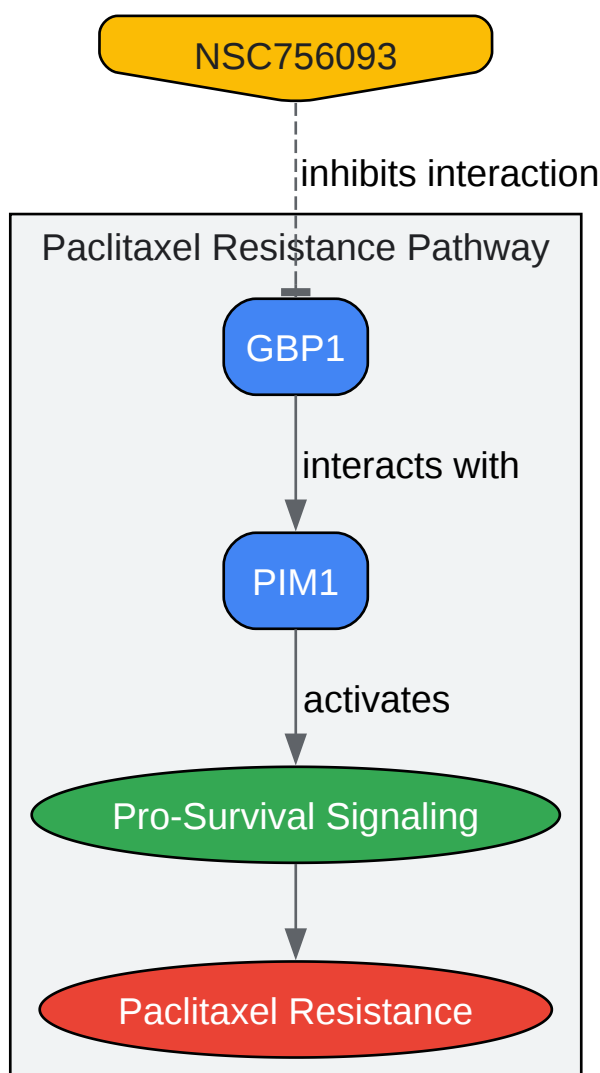 NSC756093
inhibits interaction
Paclitaxel Resistance Pathway
GBP1
interacts with
PIM1
activates
Pro-Survival Signaling
Paclitaxel Resistance